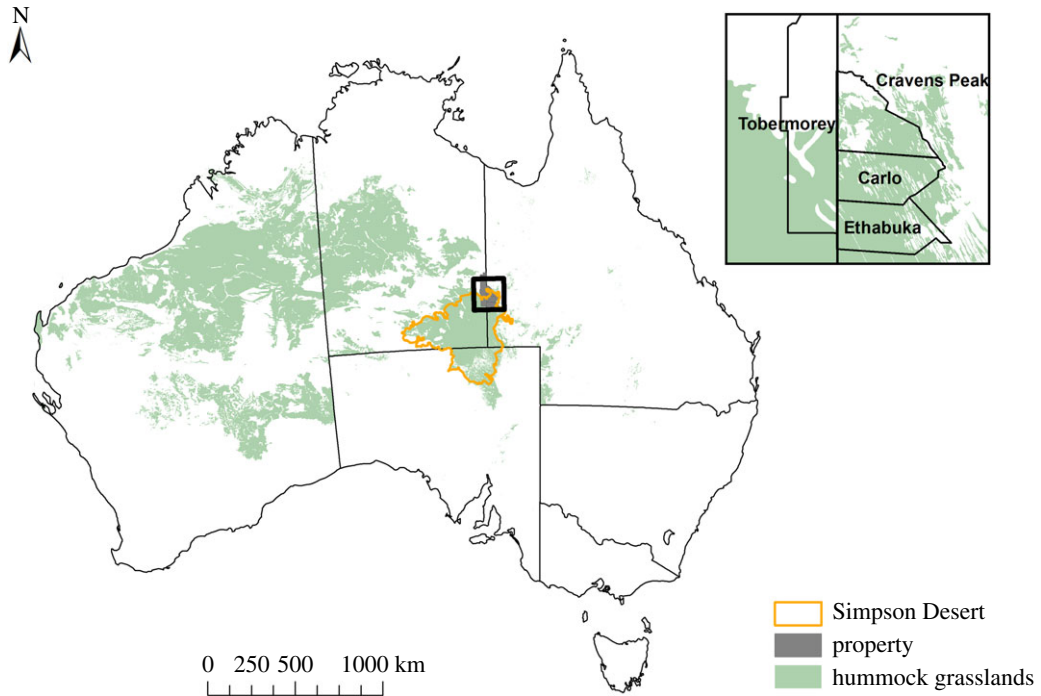 N
Cravens Peak
Tobermorey
Carlo
Ethabuka
Simpson Desert
property
hummock grasslands
0 250 500 1000 km